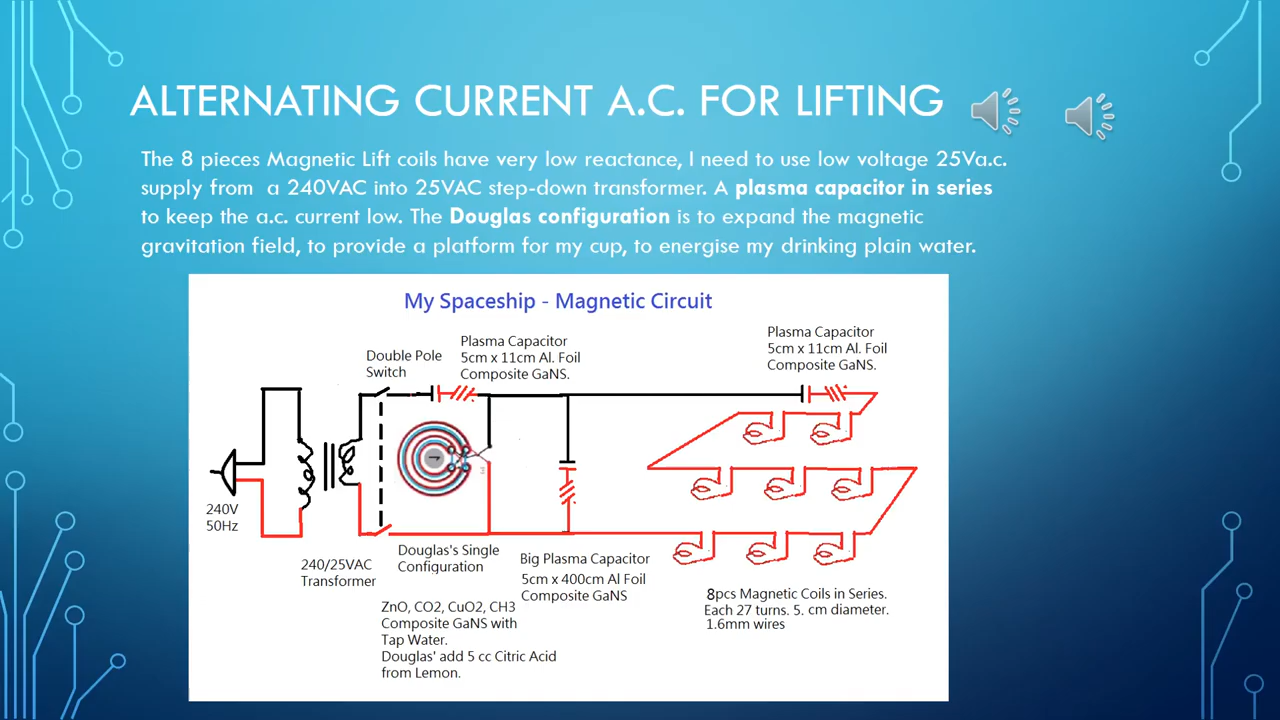 ALTERNATING CURRENT A.C. FOR LIFTING
The 8 pieces Magnetic Lift coils have very low reactance, I need to use low voltage 25Va.c.
supply from a 240VAC into 25VAC step-down transformer. A plasma capacitor in series
to keep the a.c. current low. The Douglas configuration is to expand the magnetic
gravitation field, to provide a platform for my cup, to energise my drinking plain water.
My Spaceship - Magnetic Circuit
Double Pole
Switch
Plasma Capacitor
5cm x 11cm Al. Foil
Composite GaNS.
Plasma Capacitor
5cm x 11cm Al. Foil
Composite GaNS.
240V
50Hz
240/25VAC
Transformer
Douglas's Single
Configuration
ZnO, CO2, CuO2, CH3
Composite GaNS with
Tap Water.
Douglas' add 5 cc Citric Acid
from Lemon.
Big Plasma Capacitor
5cm x 400cm Al Foil
Composite GaNS
8pcs Magnetic Coils in Series.
Each 27 turns. 5. cm diameter.
1.6mm wires